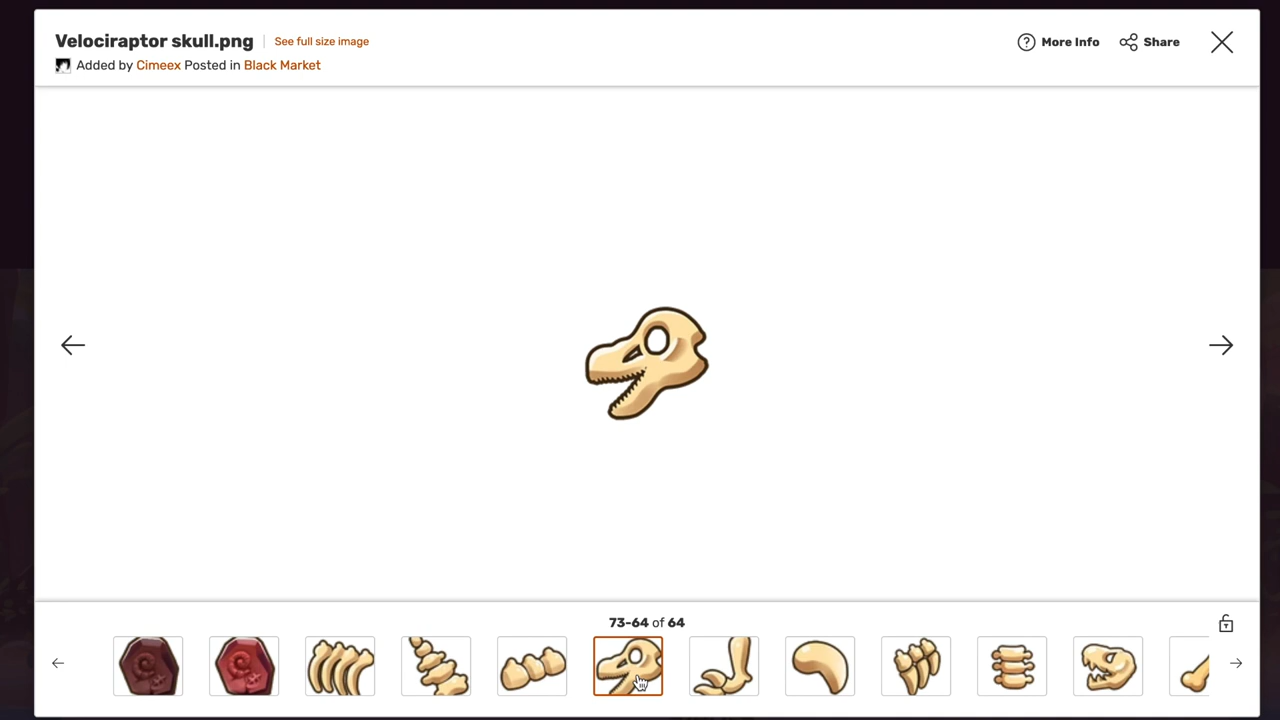 Velociraptor skull.png
See full size image
More Info
Share
Added by Cimeex Posted in Black Market
73-64 of 64